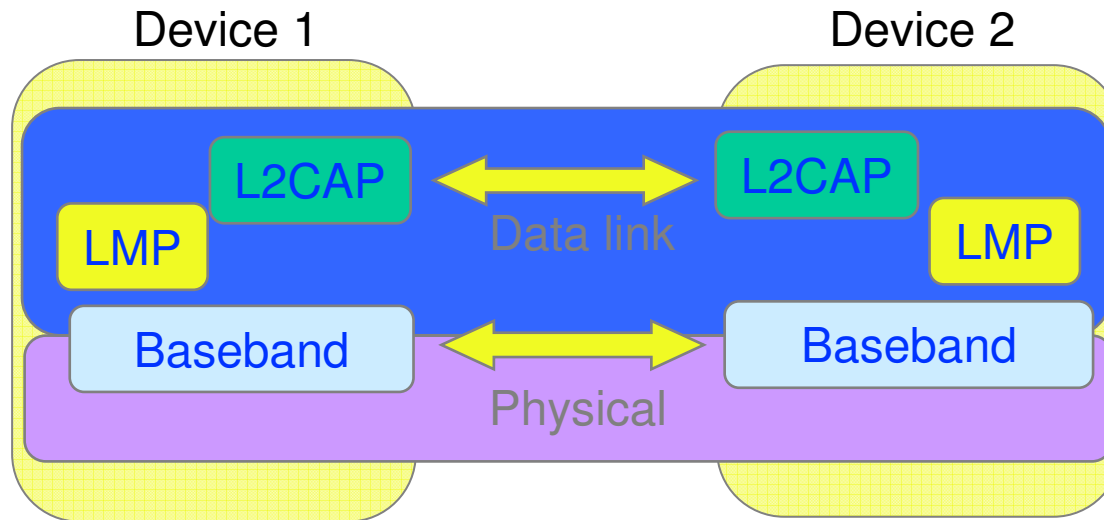 Device 1
Device 2
L2CAP
L2CAP
LMP
Data link
LMP
Baseband
Baseband
Physical